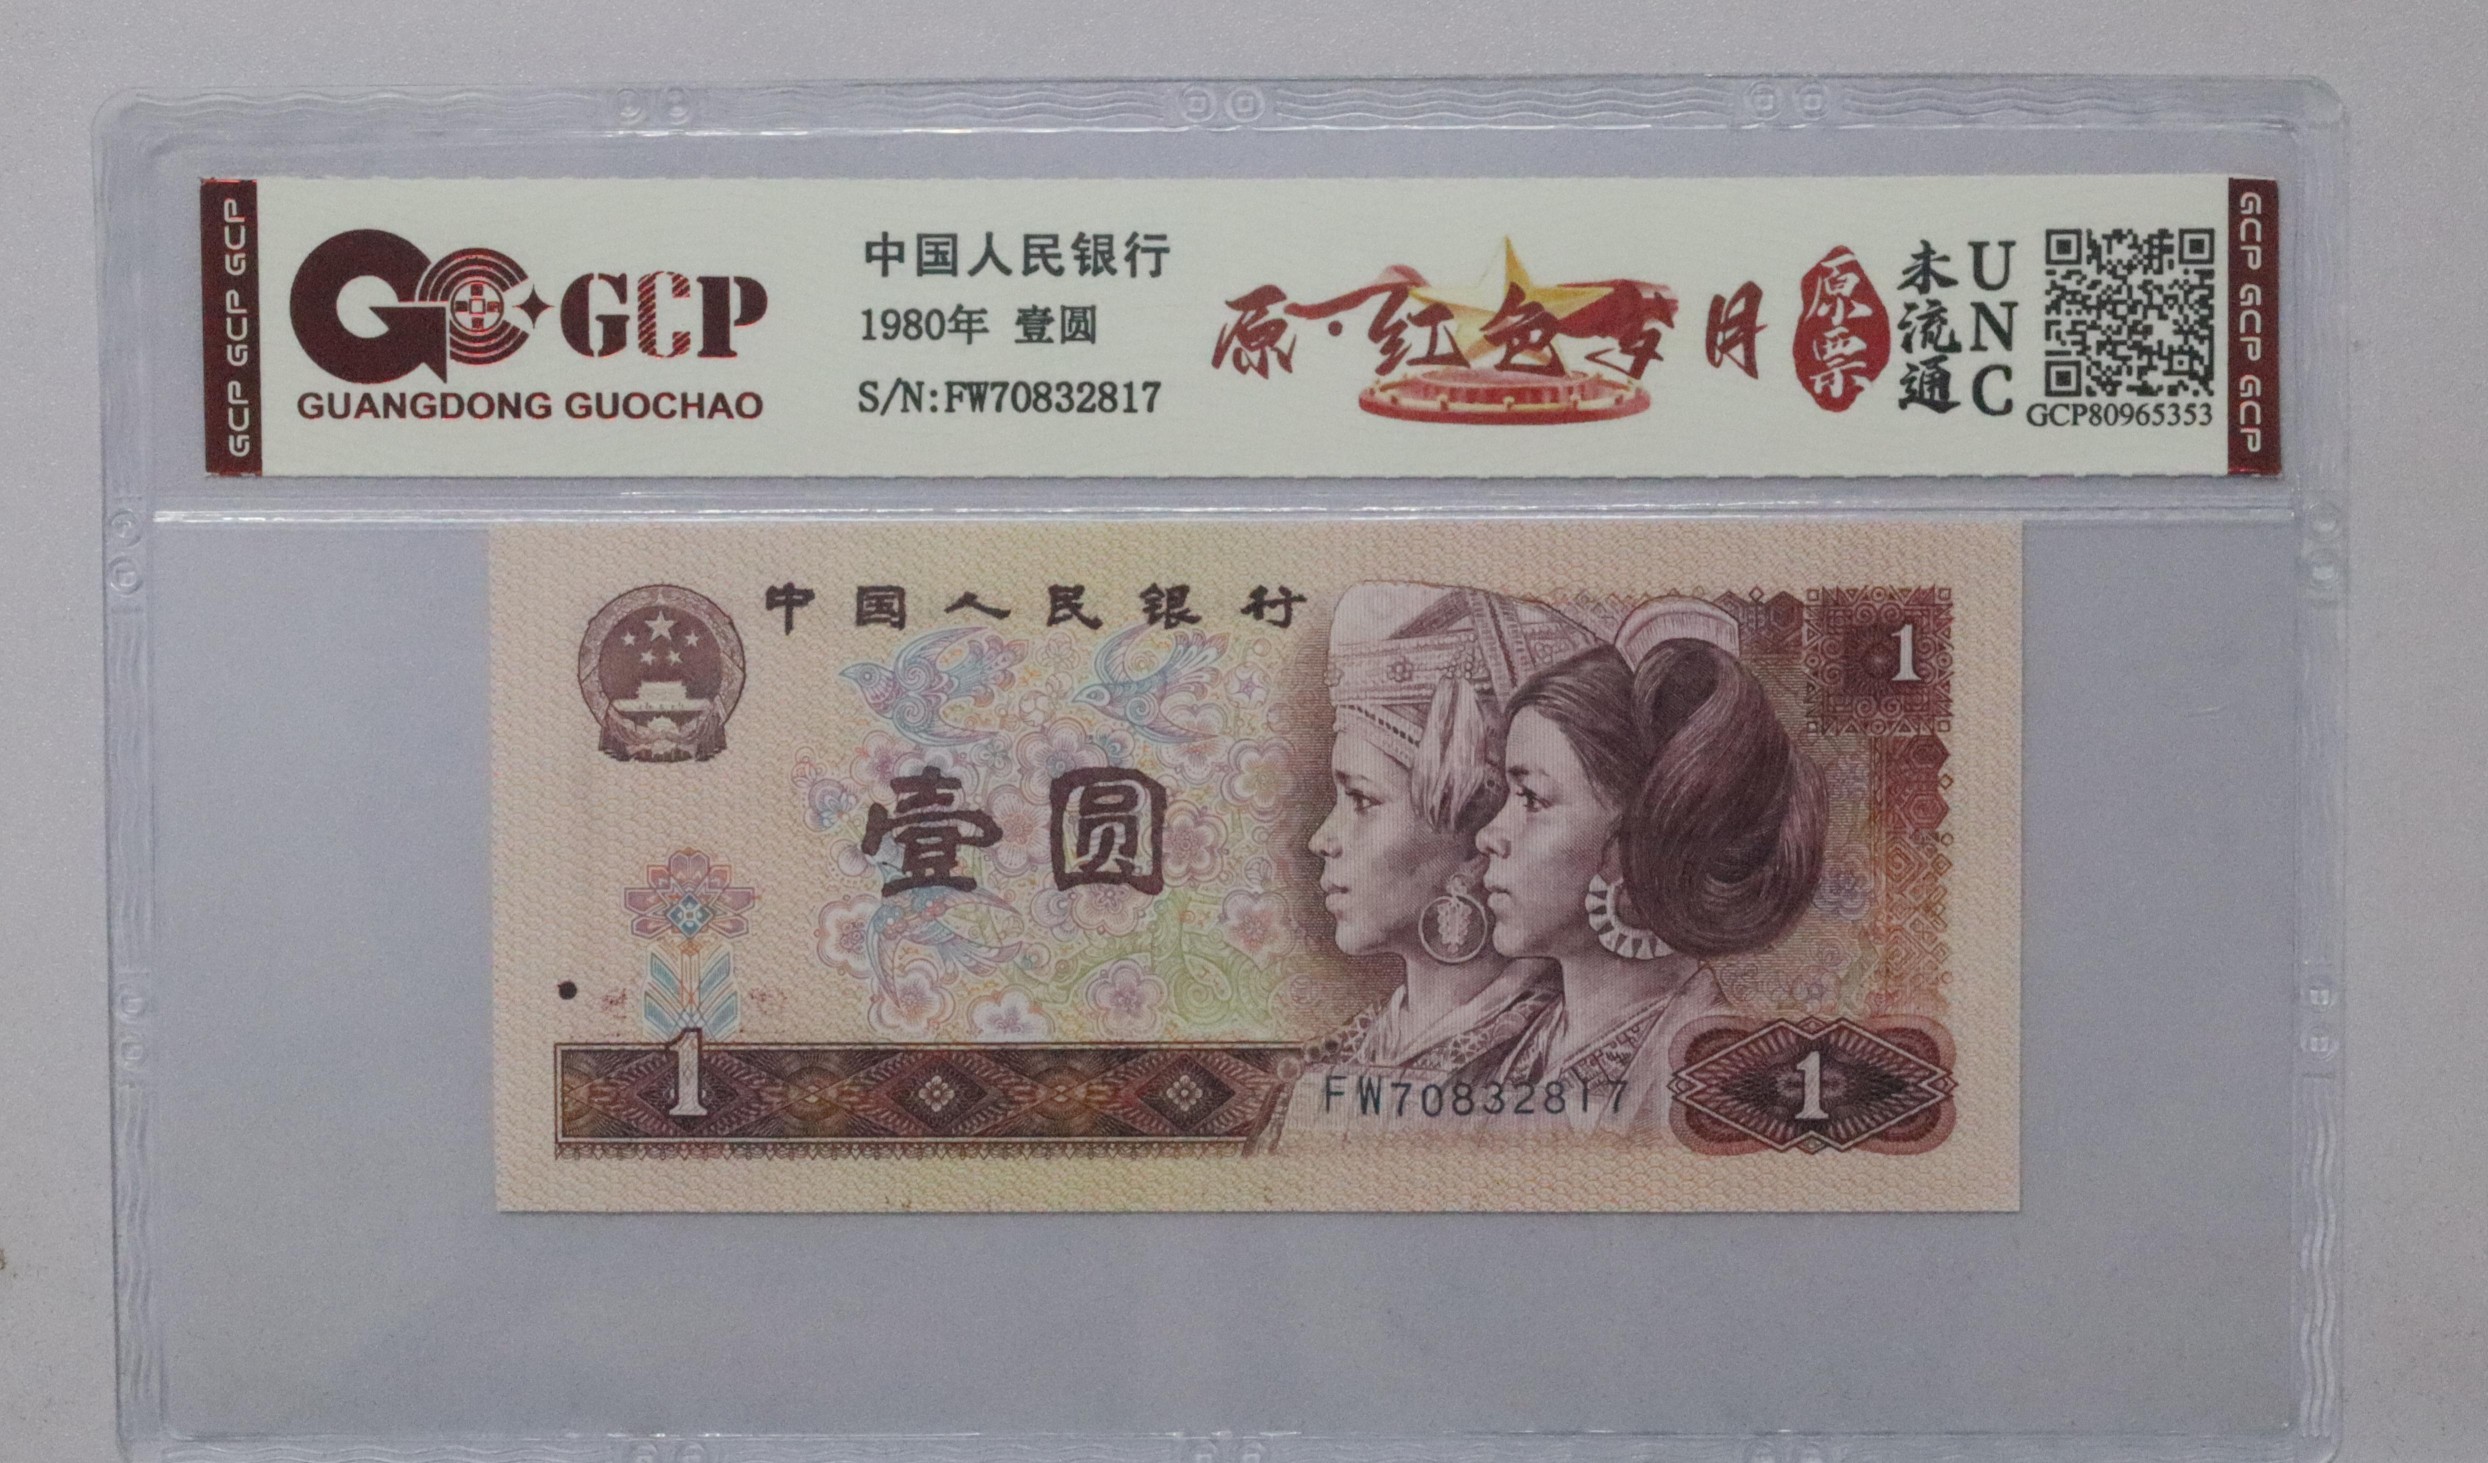 GCP GCP GCP
GCP
GUANGDONG GUOCHAO
中国人民银行
1980年 壹圆
S/N:FW70832817
原·红色岁月
原票
未流通
UNC
GCP80965353
GCP GCP GCP
中国人民银行
1
壹圆
1
FW70832817
1